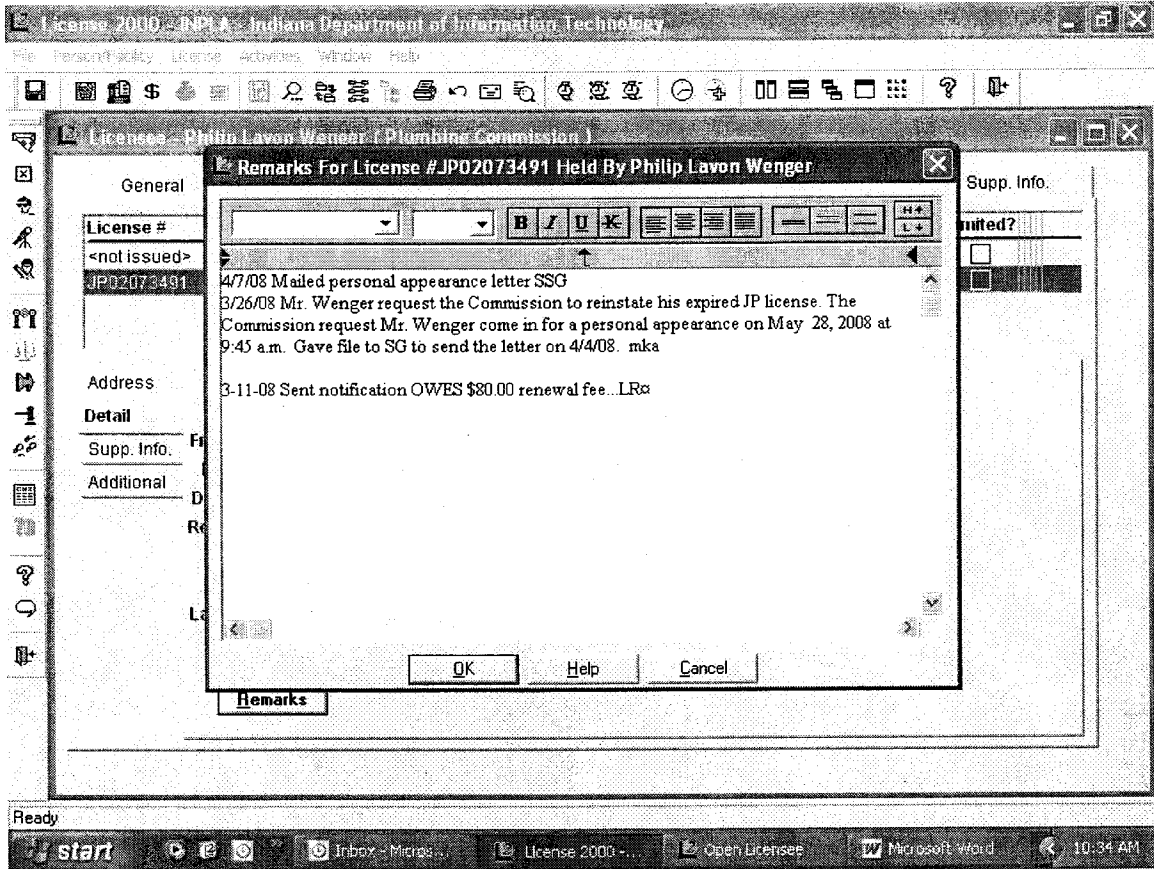 License 2000 - INPLA - Indiana Department of Information Technology
File Person/Facility License Activities Window Help
Licensee - Philip Lavon Wenger ( Plumbing Commission )
Remarks For License #JP02073491 Held By Philip Lavon Wenger
General
Supp. Info.
B I U K
H+
L+
License #
mited?
<not issued>
JP02073491
4/7/08 Mailed personal appearance letter SSG
3/26/08 Mr. Wenger request the Commission to reinstate his expired JP license. The
Commission request Mr. Wenger come in for a personal appearance on May 28, 2008 at
9:45 a.m. Gave file to SG to send the letter on 4/4/08. mka
3-11-08 Sent notification OWES $80.00 renewal fee...LR¤
Address
Detail
Supp. Info.
Fr
Additional
D
Re
La
OK Help Cancel
Remarks
Ready
start Inbox - Micros... License 2000 - ... Open Licensee Microsoft Word 10:34 AM